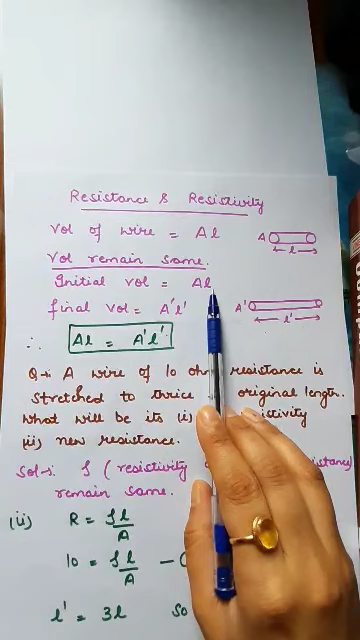 Resistance & Resistivity
Vol of wire = Al
A
l
Vol remain same.
Initial vol = Al
final vol = A'l'
A'
l'
∴ Al = A'l'
Q→ A wire of 10 ohm resistance is
stretched to thrice original length.
What will be its (i)
(ii) new resistance.
Sol→ ρ (resistivity
remain same.
(ii) R = ρl/A
10 = ρl/A
l' = 3l So